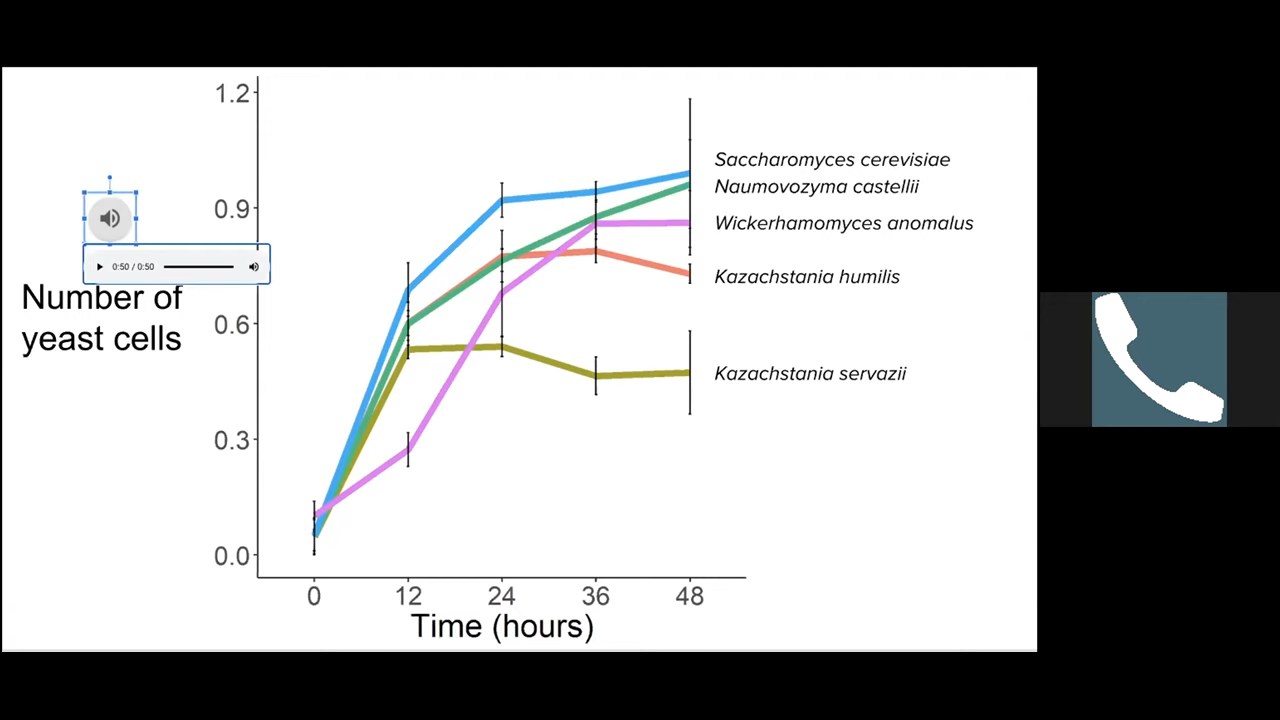 1.2
0.9
0.6
0.3
0.0
0:50 / 0:50
Number of
yeast cells
Saccharomyces cerevisiae
Naumovozyma castellii
Wickerhamomyces anomalus
Kazachstania humilis
Kazachstania servazii
0 12 24 36 48
Time (hours)